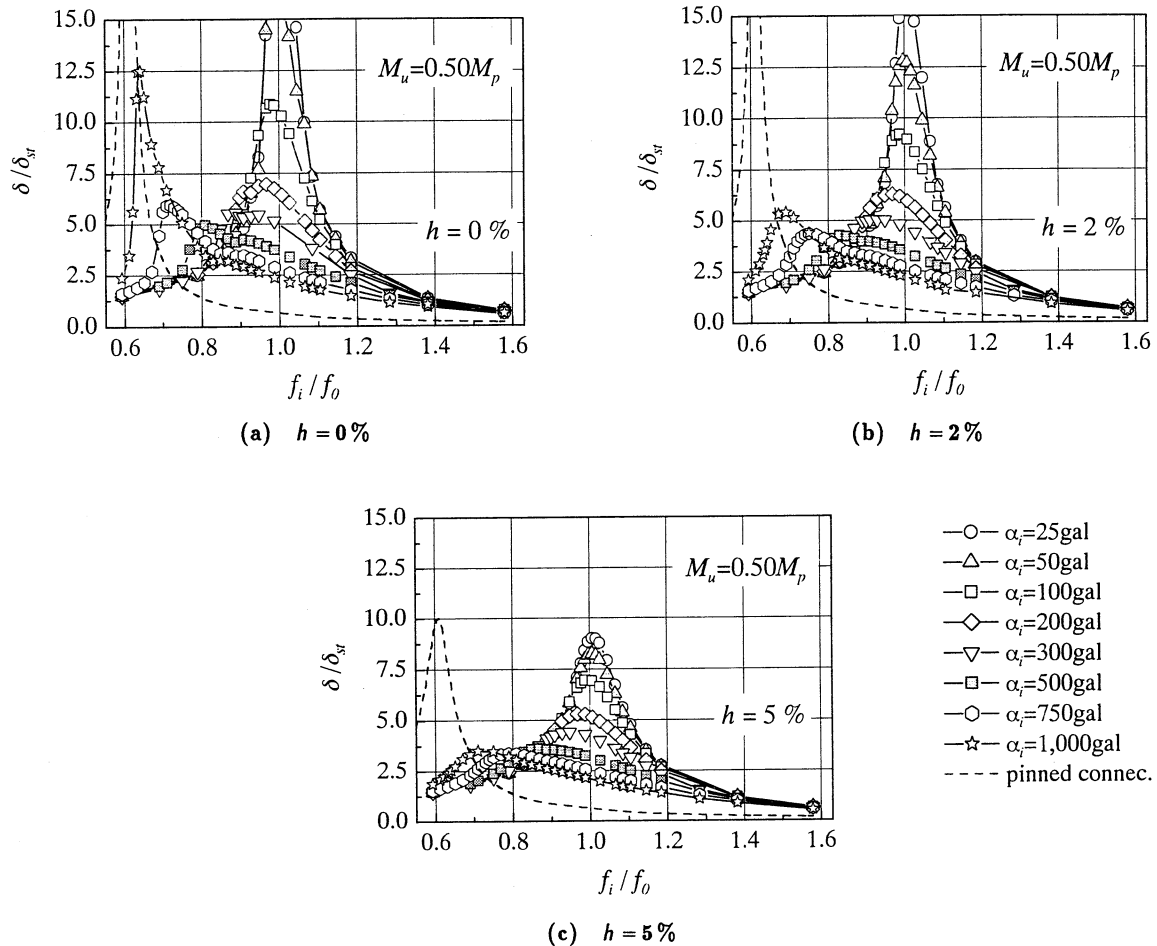 15.0
12.5
10.0
7.5
5.0
2.5
0.0
δ/δst
Mu=0.50Mp
h = 0 %
0.6 0.8 1.0 1.2 1.4 1.6
fi / f0
(a) h = 0%
15.0
12.5
10.0
7.5
5.0
2.5
0.0
δ/δst
Mu=0.50Mp
h = 2 %
0.6 0.8 1.0 1.2 1.4 1.6
fi / f0
(b) h = 2%
15.0
12.5
10.0
7.5
5.0
2.5
0.0
δ/δst
Mu=0.50Mp
h = 5 %
0.6 0.8 1.0 1.2 1.4 1.6
fi / f0
(c) h = 5%
αi=25gal
αi=50gal
αi=100gal
αi=200gal
αi=300gal
αi=500gal
αi=750gal
αi=1,000gal
pinned connec.